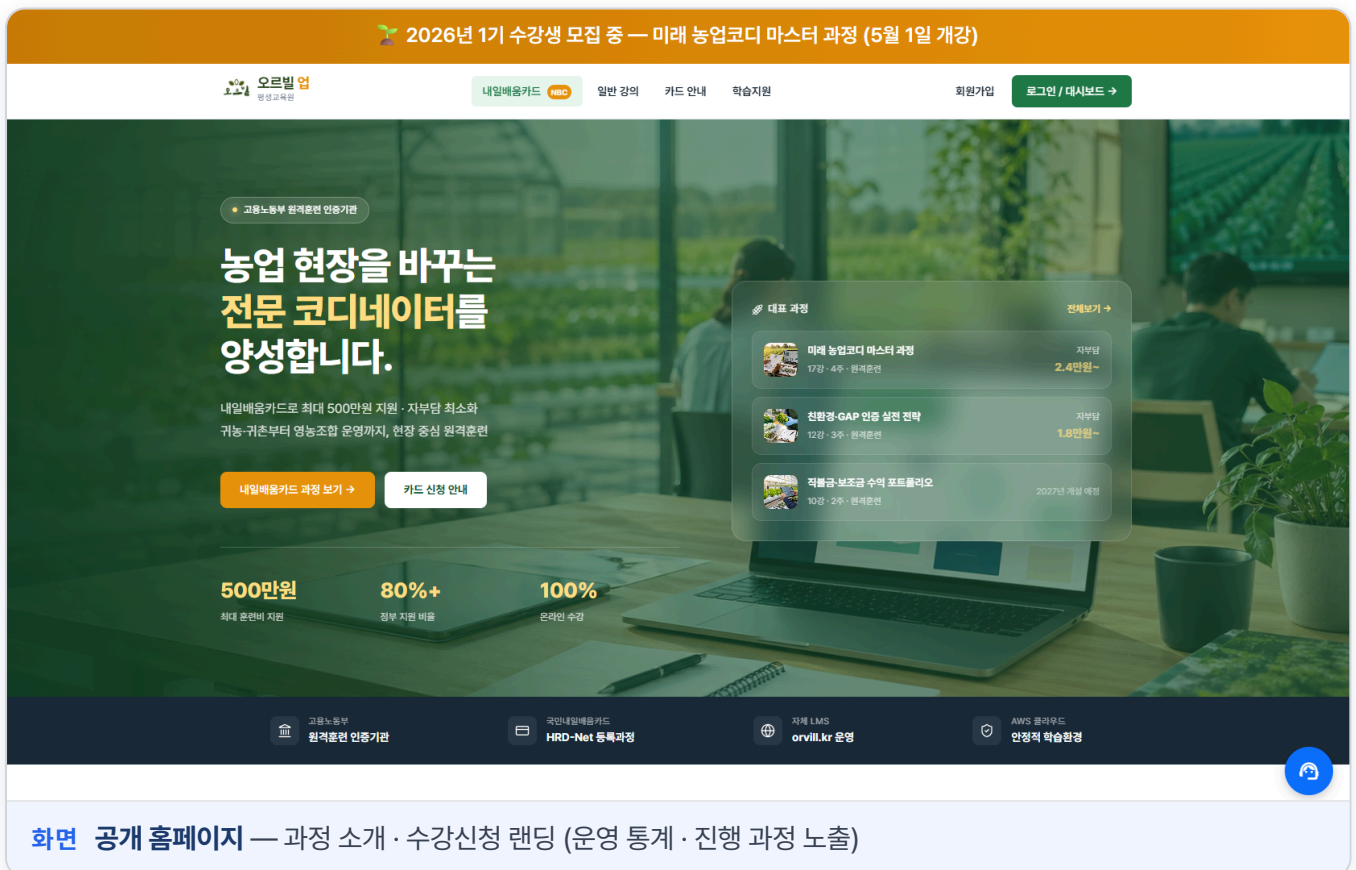 🌱 2026년 1기 수강생 모집 중 — 미래 농업코디 마스터 과정 (5월 1일 개강)
오르빌 업
평생교육원
내일배움카드 NBC 일반 강의 카드 안내 학습지원 회원가입 로그인 / 대시보드 →
고용노동부 원격훈련 인증기관
농업 현장을 바꾸는
전문 코디네이터를
양성합니다.
내일배움카드로 최대 500만원 지원 · 자부담 최소화
귀농·귀촌부터 영농조합 운영까지, 현장 중심 원격훈련
내일배움카드 과정 보기 → 카드 신청 안내
500만원 80%+ 100%
최대 훈련비 지원 정부 지원 비율 온라인 수강
대표 과정 전체보기 →
미래 농업코디 마스터 과정 자부담
17강 · 4주 · 원격훈련 2.4만원~
친환경·GAP 인증 실전 전략 자부담
12강 · 3주 · 원격훈련 1.8만원~
직불금·보조금 수익 포트폴리오
10강 · 2주 · 원격훈련 2027년 개설 예정
고용노동부 국민내일배움카드 자체 LMS AWS 클라우드
원격훈련 인증기관 HRD-Net 등록과정 orvill.kr 운영 안정적 학습환경
화면 공개 홈페이지 — 과정 소개 · 수강신청 랜딩 (운영 통계 · 진행 과정 노출)